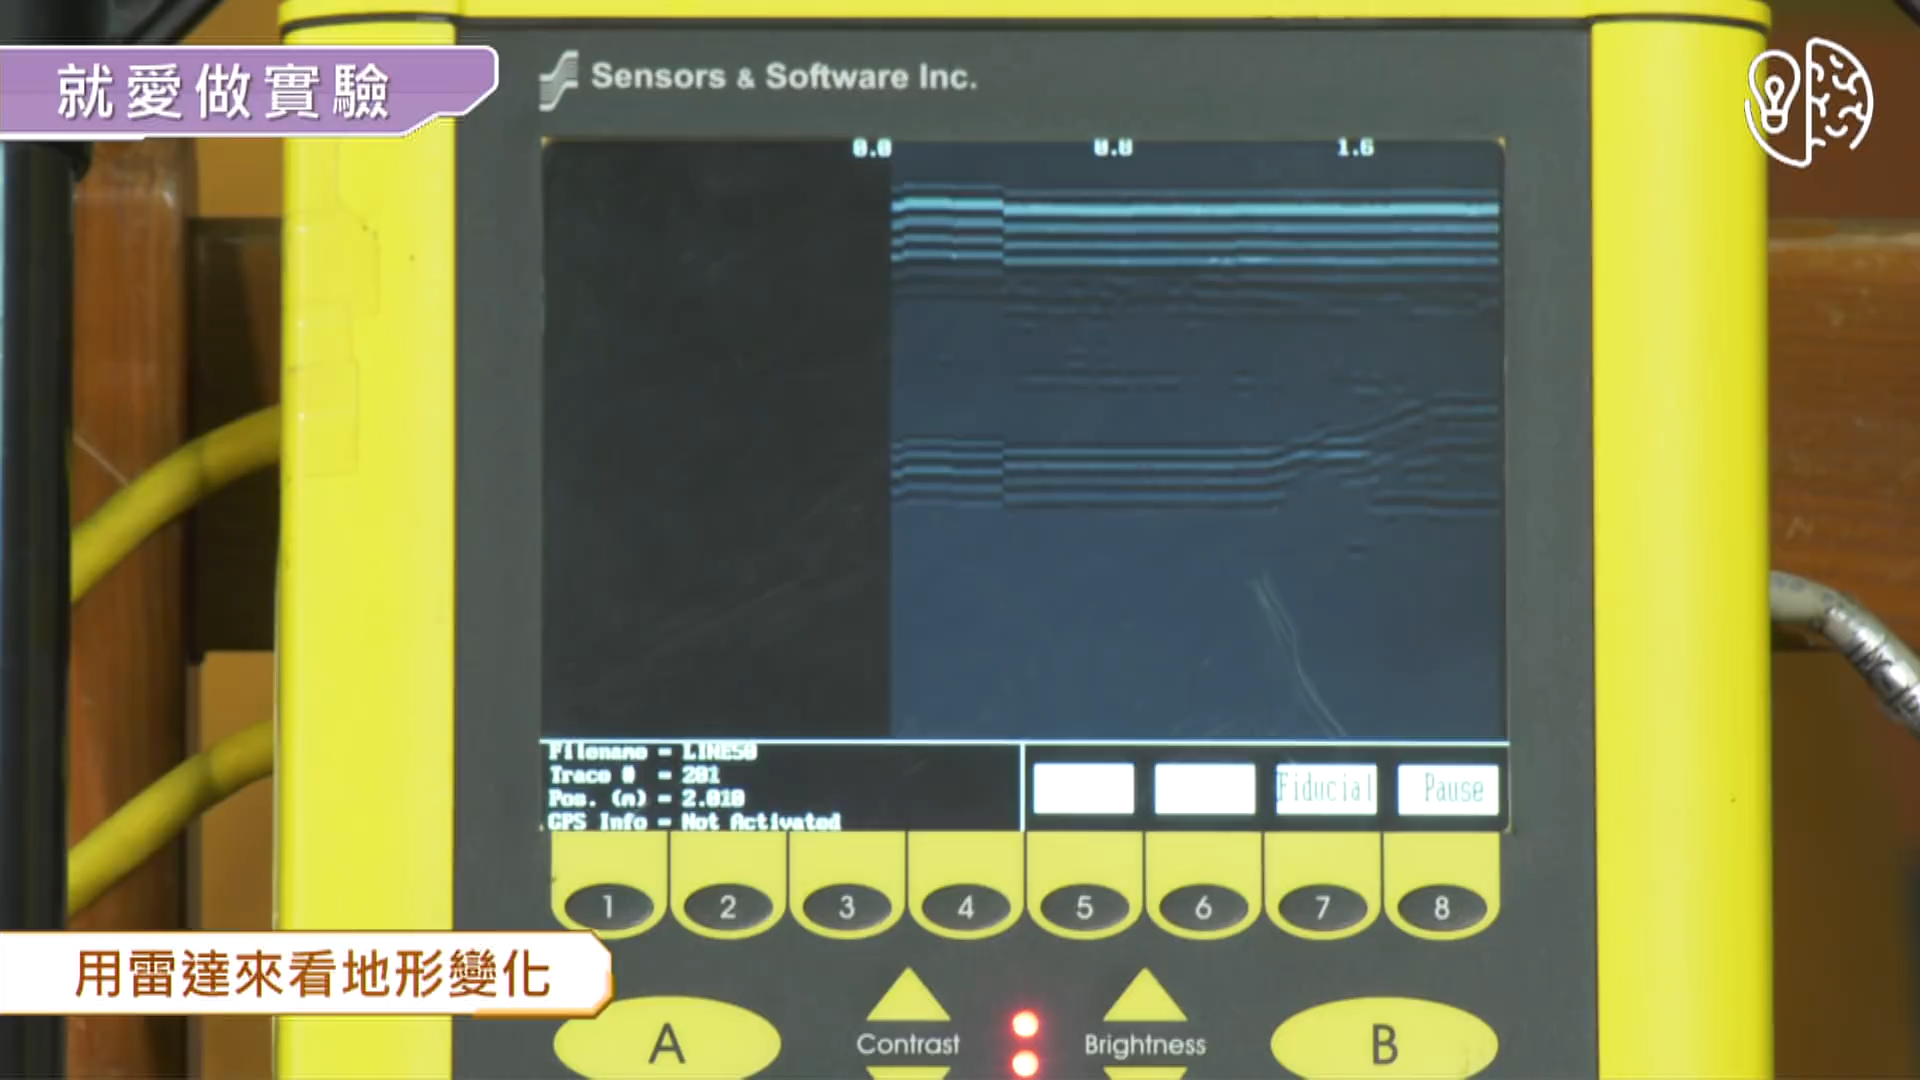 就愛做實驗
Sensors & Software Inc.
0.0 0.8 1.6
Filename = LINE50
Trace # = 201
Pos. (m) = 2.010
GPS Info = Not Activated
Fiducial Pause
1 2 3 4 5 6 7 8
用雷達來看地形變化
A Contrast Brightness B